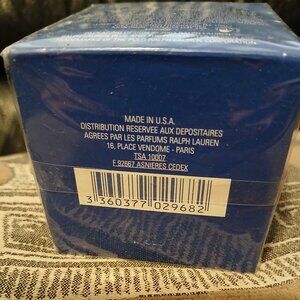 MADE IN U.S.A.
DISTRIBUTION RESERVEE AUX DEPOSITAIRES
AGREES PAR LES PARFUMS RALPH LAUREN
16, PLACE VENDOME - PARIS
TSA 10007
F 92667 ASNIERES CEDEX
3 360377 029682